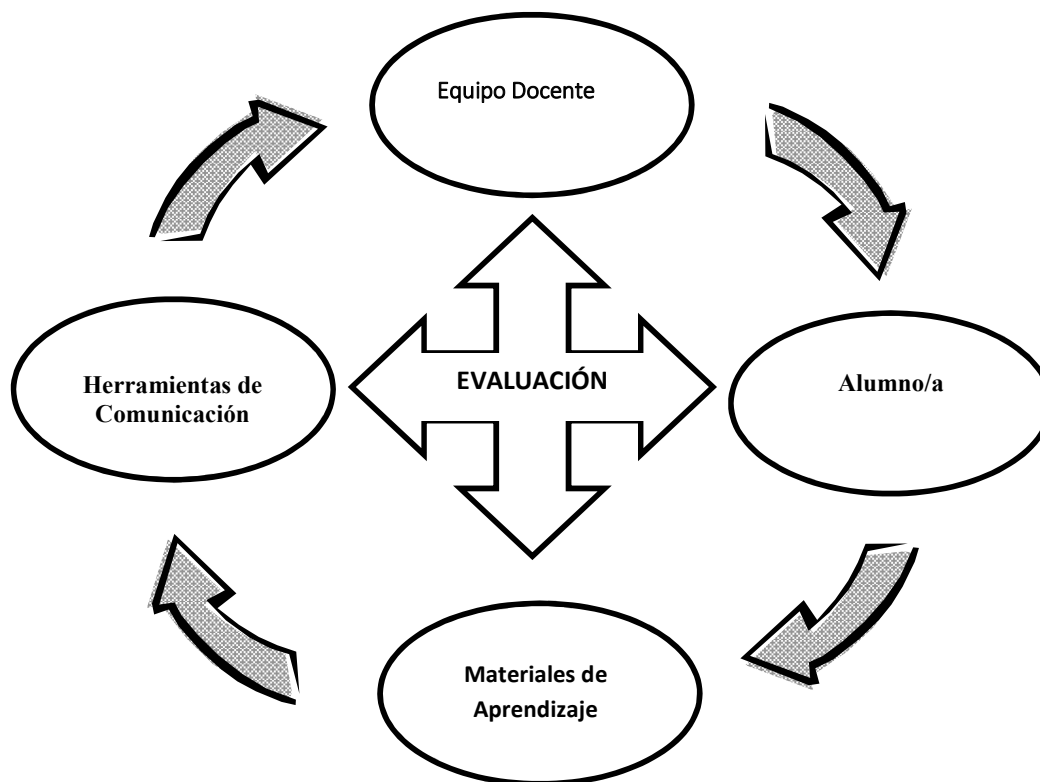 Equipo Docente
Herramientas de
Comunicación
EVALUACIÓN
Alumno/a
Materiales de
Aprendizaje